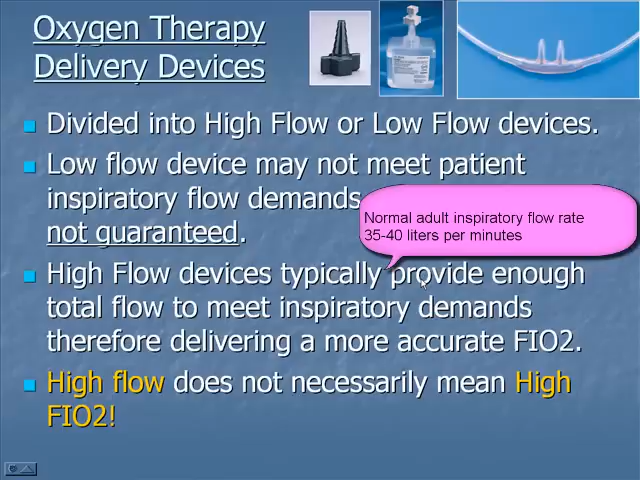 Oxygen Therapy
Delivery Devices
Divided into High Flow or Low Flow devices.
Low flow device may not meet patient
inspiratory flow demands
not guaranteed.
Normal adult inspiratory flow rate
35-40 liters per minutes
High Flow devices typically provide enough
total flow to meet inspiratory demands
therefore delivering a more accurate FIO2.
High flow does not necessarily mean High
FIO2!